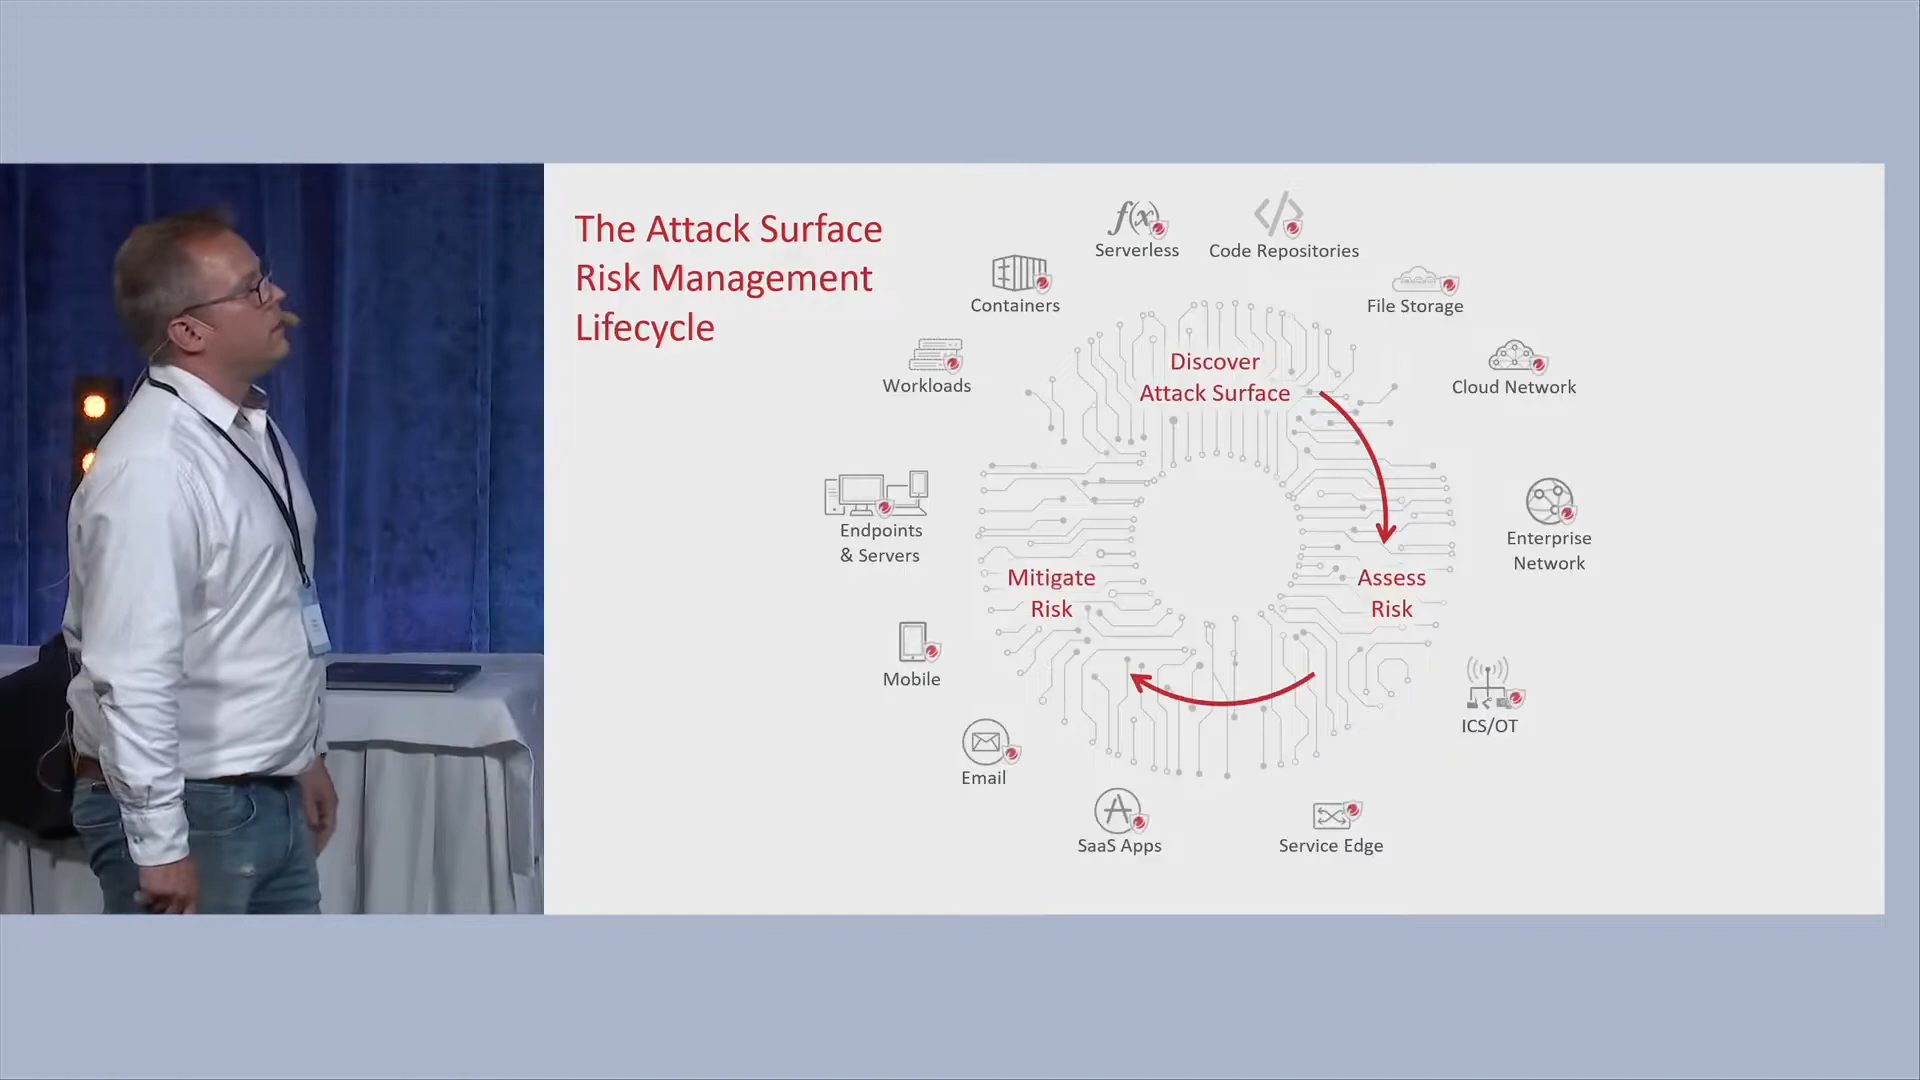 The Attack Surface
Risk Management
Lifecycle
f(x)
Serverless
Code Repositories
Containers
File Storage
Workloads
Cloud Network
Discover
Attack Surface
Endpoints
& Servers
Enterprise
Network
Mitigate
Risk
Assess
Risk
Mobile
ICS/OT
Email
SaaS Apps
Service Edge